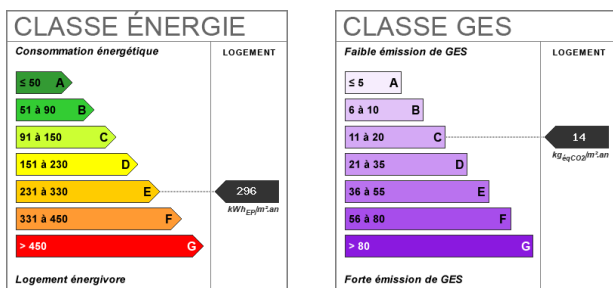 CLASSE ÉNERGIE
Consommation énergétique
LOGEMENT
≤ 50 A
51 à 90 B
91 à 150 C
151 à 230 D
231 à 330 E
296
kWhEP/m².an
331 à 450 F
> 450 G
Logement énergivore
CLASSE GES
Faible émission de GES
LOGEMENT
≤ 5 A
6 à 10 B
11 à 20 C
14
kgéqCO2/m².an
21 à 35 D
36 à 55 E
56 à 80 F
> 80 G
Forte émission de GES